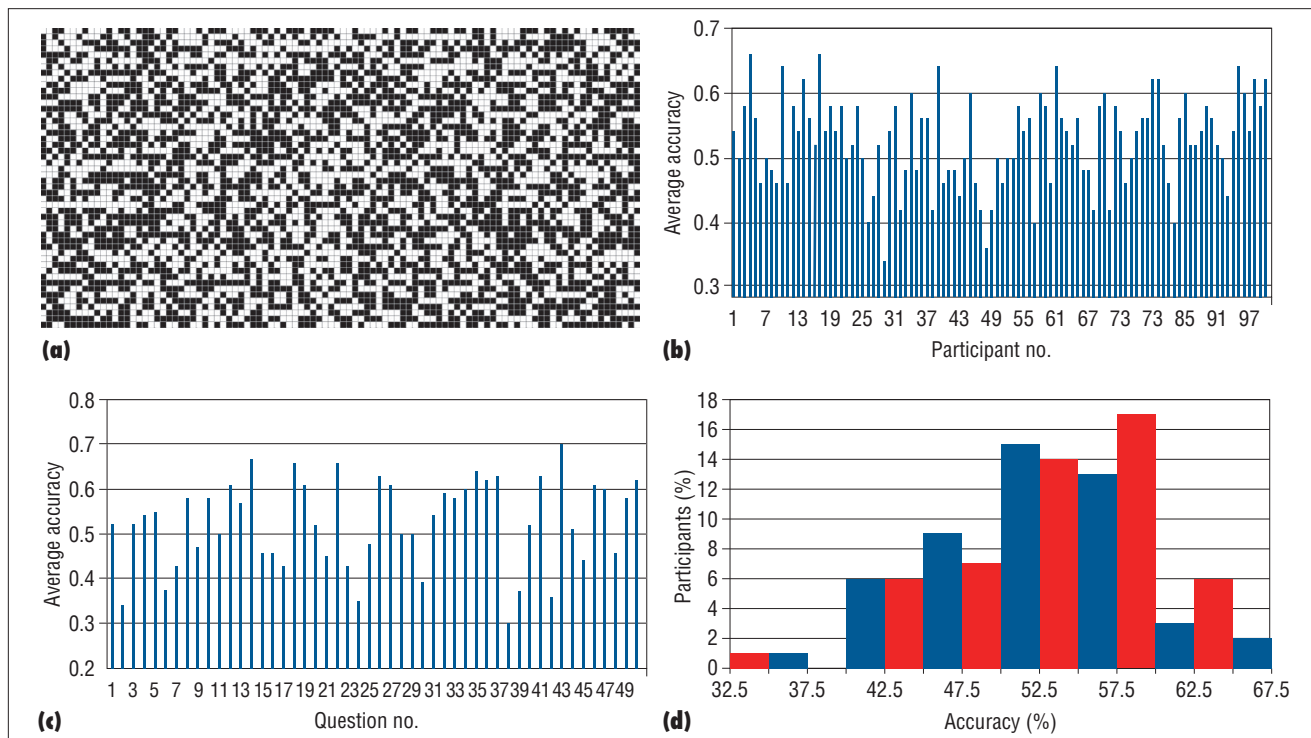 (a)
0.7
0.6
0.5
0.4
0.3
Average accuracy
1 7 13 19 25 31 37 43 49 55 61 67 73 73 85 91 97
(b) Participant no.
0.8
0.7
0.6
0.5
0.4
0.3
0.2
Average accuracy
1 3 5 7 9 11 13 15 17 19 21 23 25 27 29 31 33 35 37 39 41 43 45 47 49
(c) Question no.
18
16
14
12
10
8
6
4
2
0
Participants (%)
32.5 37.5 42.5 47.5 52.5 57.5 62.5 67.5
(d) Accuracy (%)